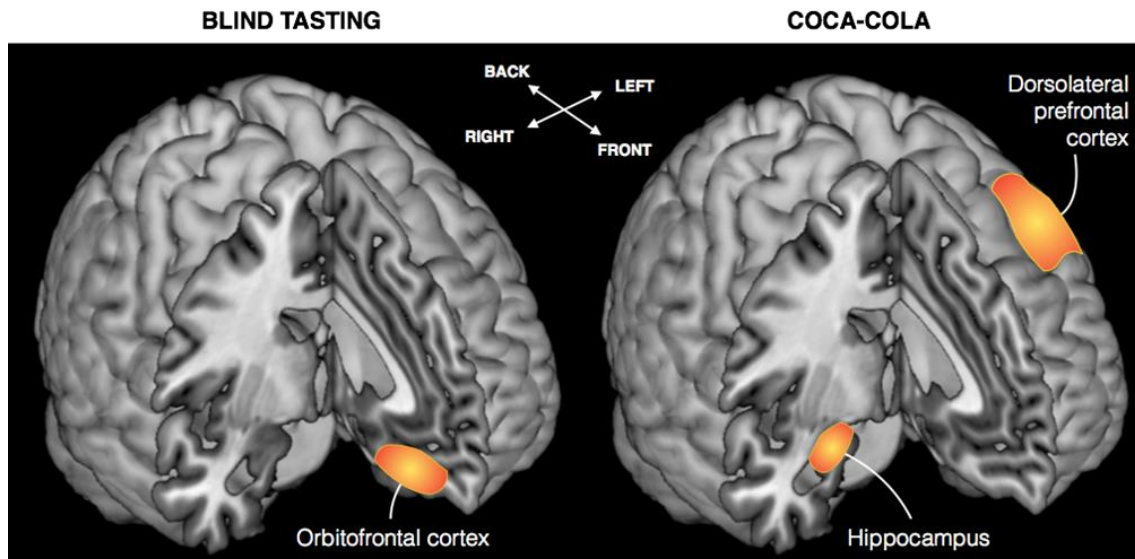 BLIND TASTING
COCA-COLA
BACK
LEFT
RIGHT
FRONT
Dorsolateral
prefrontal
cortex
Orbitofrontal cortex
Hippocampus